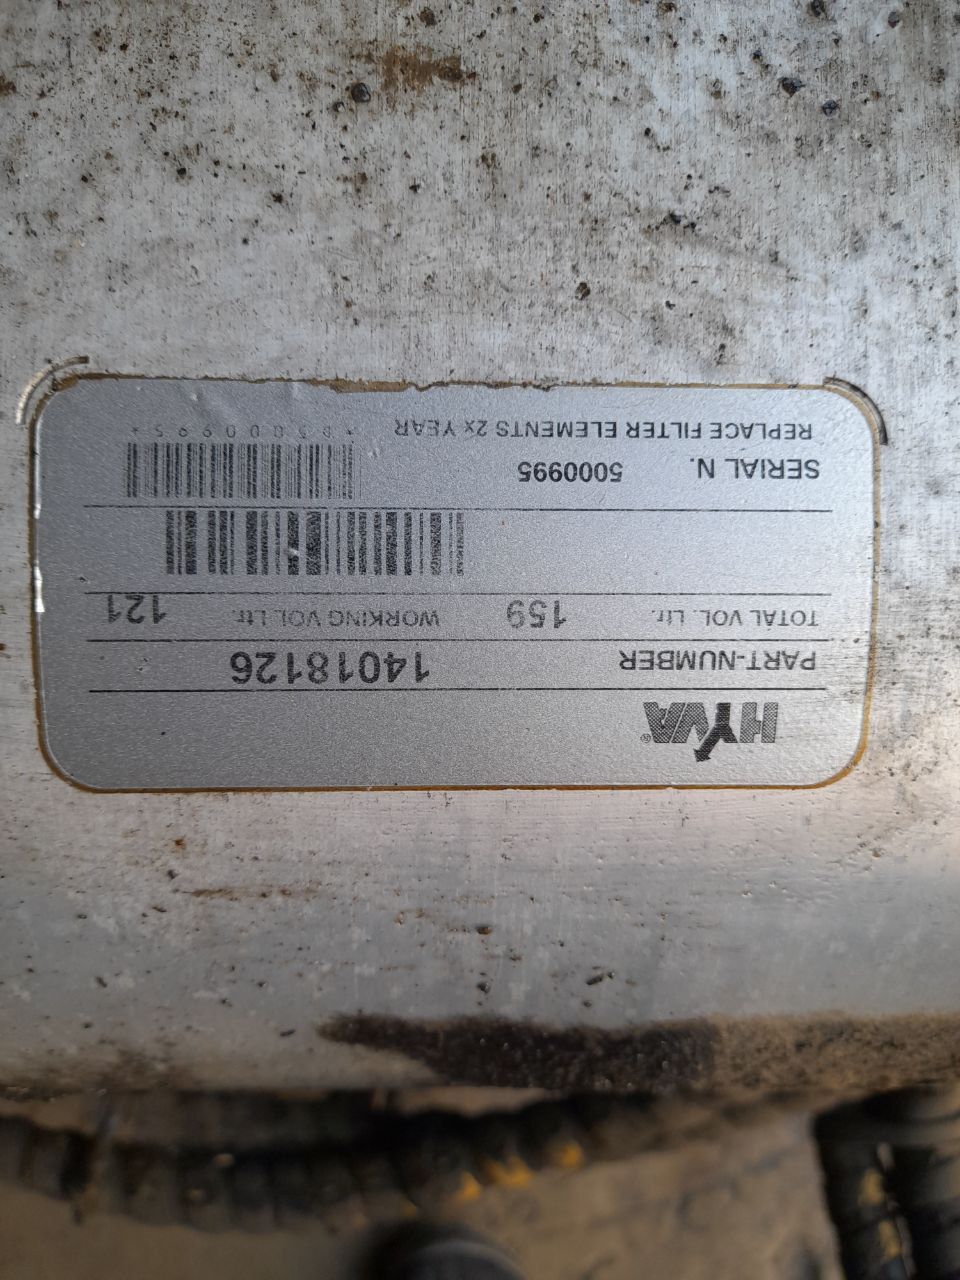 HYVA®
PART-NUMBER 14018126
TOTAL VOL. Ltr. 159 WORKING VOL.Ltr. 121
SERIAL N. 5000995
REPLACE FILTER ELEMENTS 2x YEAR